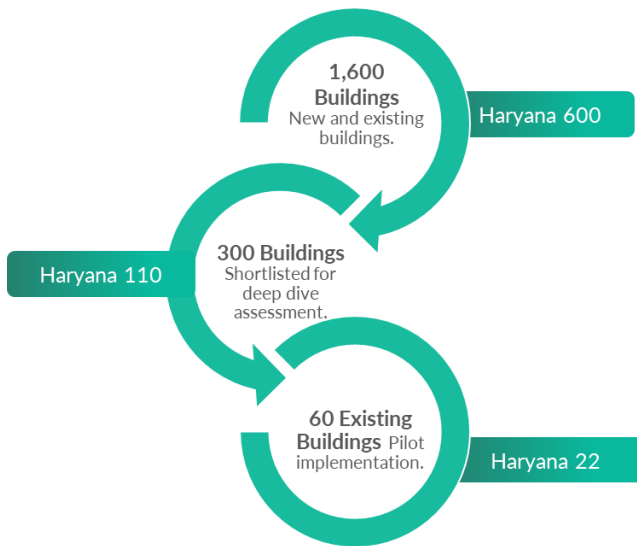 1,600
Buildings
New and existing
buildings.
Haryana 600
300 Buildings
Shortlisted for
deep dive
assessment.
Haryana 110
60 Existing
Buildings Pilot
implementation.
Haryana 22